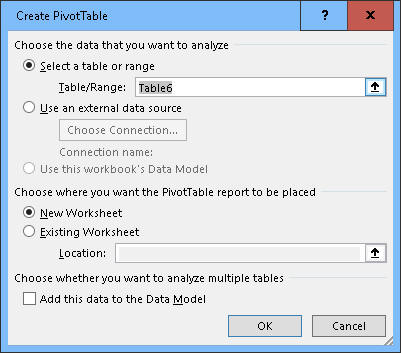 Create PivotTable ? X
Choose the data that you want to analyze
Select a table or range
Table/Range: Table6
Use an external data source
Choose Connection...
Connection name:
Use this workbook's Data Model
Choose where you want the PivotTable report to be placed
New Worksheet
Existing Worksheet
Location:
Choose whether you want to analyze multiple tables
Add this data to the Data Model
OK Cancel